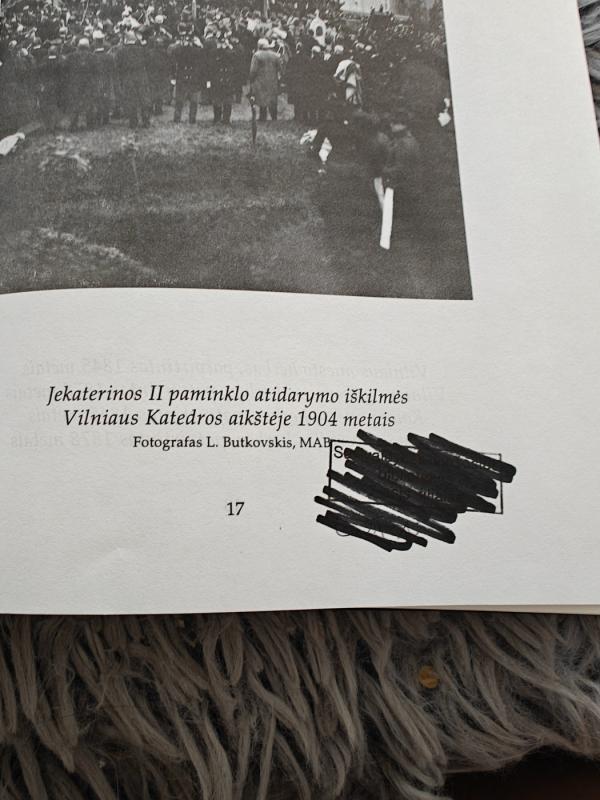 Jekaterinos II paminklo atidarymo iškilmės
Vilniaus Katedros aikštėje 1904 metais
Fotografas L. Butkovskis, MAB
17